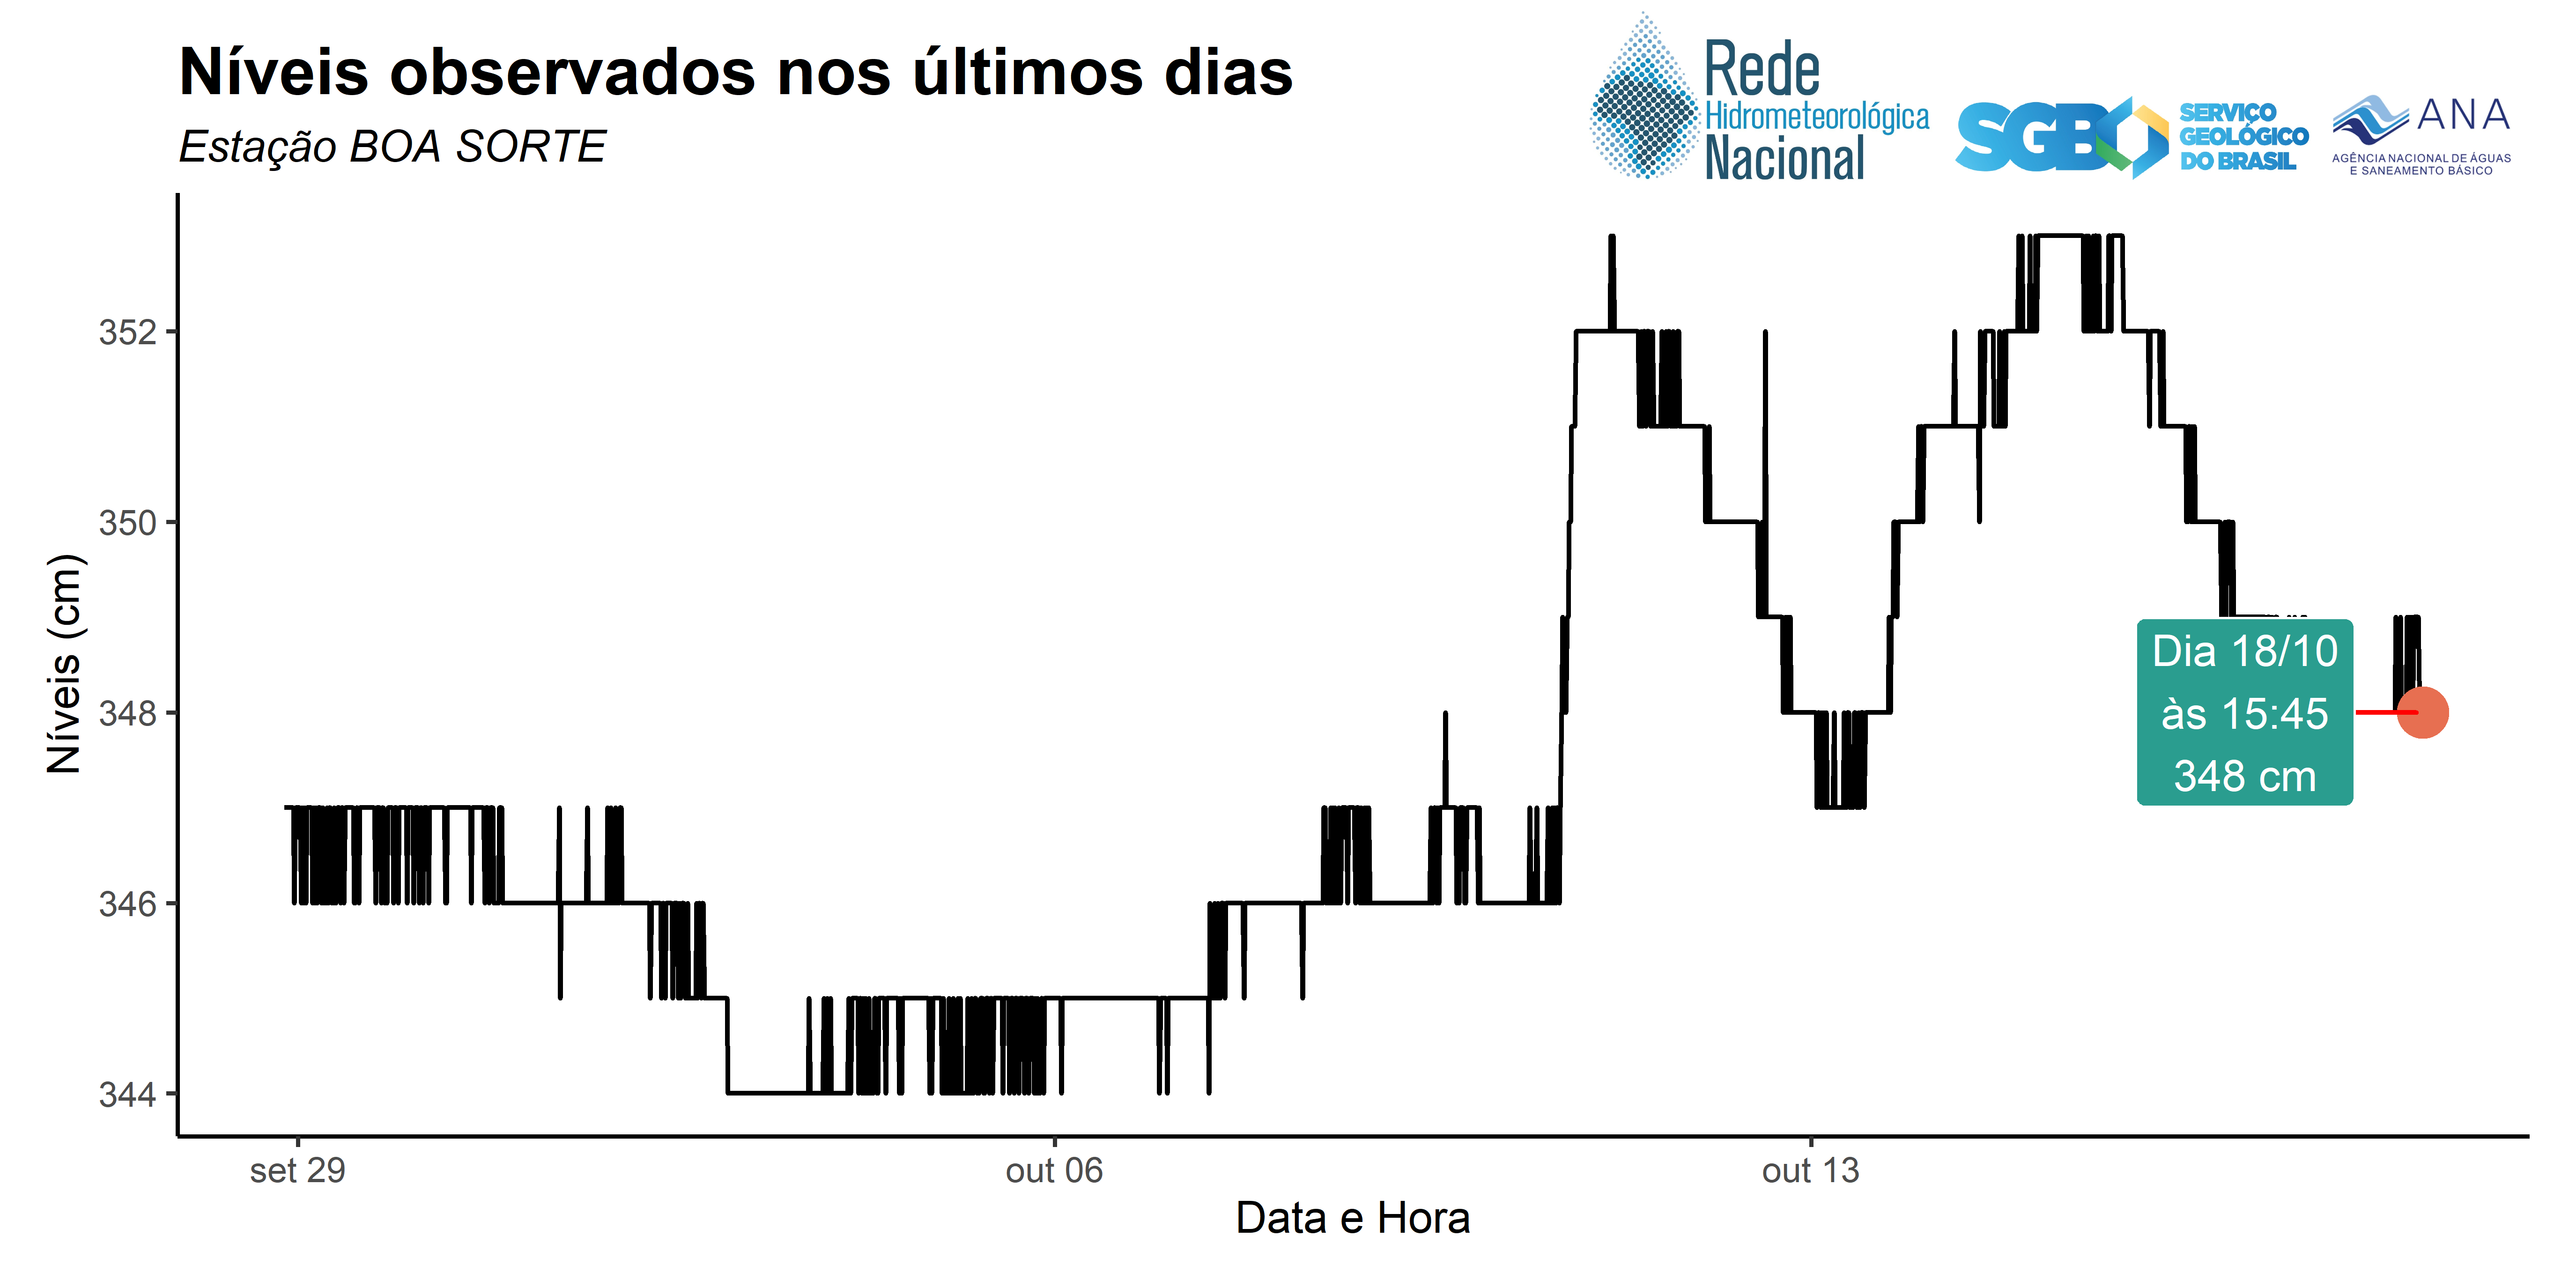 Níveis observados nos últimos dias
Estação BOA SORTE
Rede
Hidrometeorológica
Nacional
SGB
SERVIÇO
GEOLÓGICO
DO BRASIL
ANA
AGÊNCIA NACIONAL DE ÁGUAS
E SANEAMENTO BÁSICO
Níveis (cm)
352
350
348
346
344
Dia 18/10
às 15:45
348 cm
set 29
out 06
out 13
Data e Hora